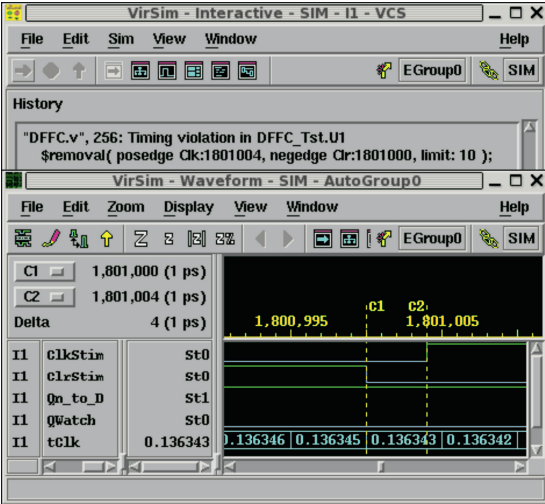 VirSim - Interactive - SIM - I1 - VCS
File Edit Sim View Window Help
EGroup0 SIM
History
"DFFC.v", 256: Timing violation in DFFC_Tst.U1
$removal( posedge Clk:1801004, negedge Clr:1801000, limit: 10 );
VirSim - Waveform - SIM - AutoGroup0
File Edit Zoom Display View Window Help
Z Z |Z| Z% EGroup0 SIM
C1 1,801,000 (1 ps)
C2 1,801,004 (1 ps)
Delta 4 (1 ps)
C1 C2
1,800,995 1,801,005
I1 ClkStim St0
I1 ClrStim St0
I1 Qn_to_D St1
I1 QWatch St0
I1 tClk 0.136343 0.136346 0.136345 0.136343 0.136342